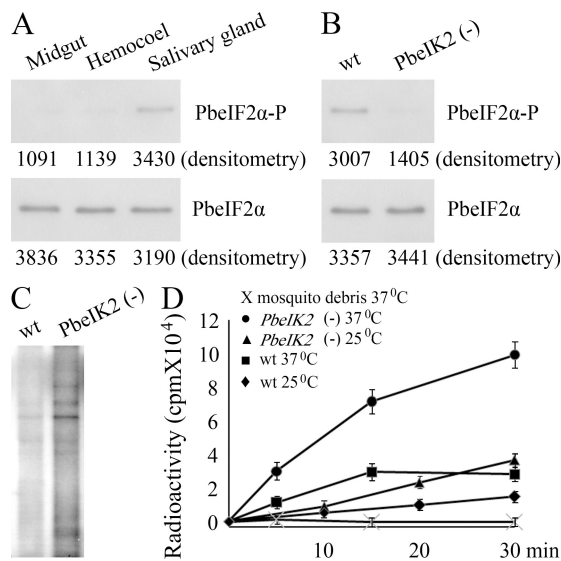 A
B
Midgut
Hemocoel
Salivary gland
wt
PbeIK2 (-)
PbeIF2α-P
PbeIF2α-P
1091 1139 3430 (densitometry)
3007 1405 (densitometry)
PbeIF2α
PbeIF2α
3836 3355 3190 (densitometry)
3357 3441 (densitometry)
C
wt
PbeIK2 (-)
D
X mosquito debris 37⁰C
PbeIK2 (-) 37⁰C
PbeIK2 (-) 25⁰C
wt 37⁰C
wt 25⁰C
Radioactivity (cpmX10⁴)
12
10
8
6
4
2
0
10 20 30 min